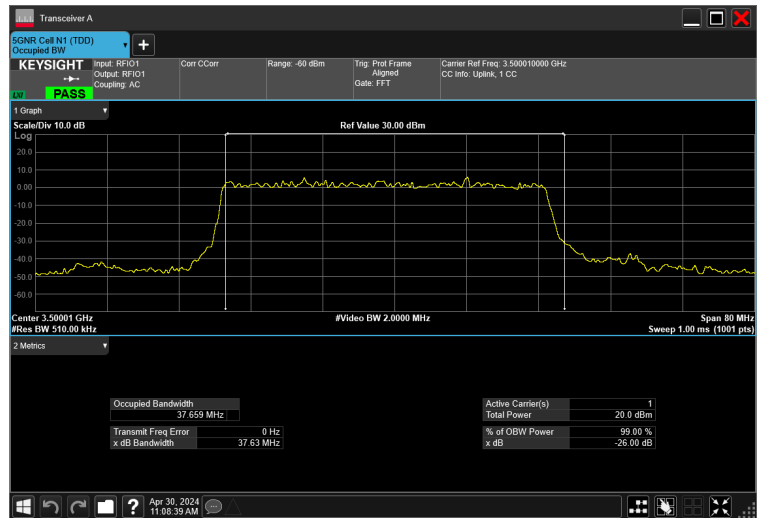 Transceiver A
5GNR Cell N1 (TDD)
Occupied BW
+
KEYSIGHT
LXI
PASS
Input: RFIO1
Output: RFIO1
Coupling: AC
Corr CCorr
Range: -60 dBm
Trig: Prot Frame
Aligned
Gate: FFT
Carrier Ref Freq: 3.500010000 GHz
CC Info: Uplink, 1 CC
1 Graph
Scale/Div 10.0 dB
Ref Value 30.00 dBm
Log
20.0
10.0
0.00
-10.0
-20.0
-30.0
-40.0
-50.0
-60.0
Center 3.50001 GHz
#Video BW 2.0000 MHz
Span 80 MHz
#Res BW 510.00 kHz
Sweep 1.00 ms (1001 pts)
2 Metrics
Occupied Bandwidth
37.659 MHz
Transmit Freq Error 0 Hz
x dB Bandwidth 37.63 MHz
Active Carrier(s) 1
Total Power 20.0 dBm
% of OBW Power 99.00 %
x dB -26.00 dB
?
Apr 30, 2024
11:08:39 AM